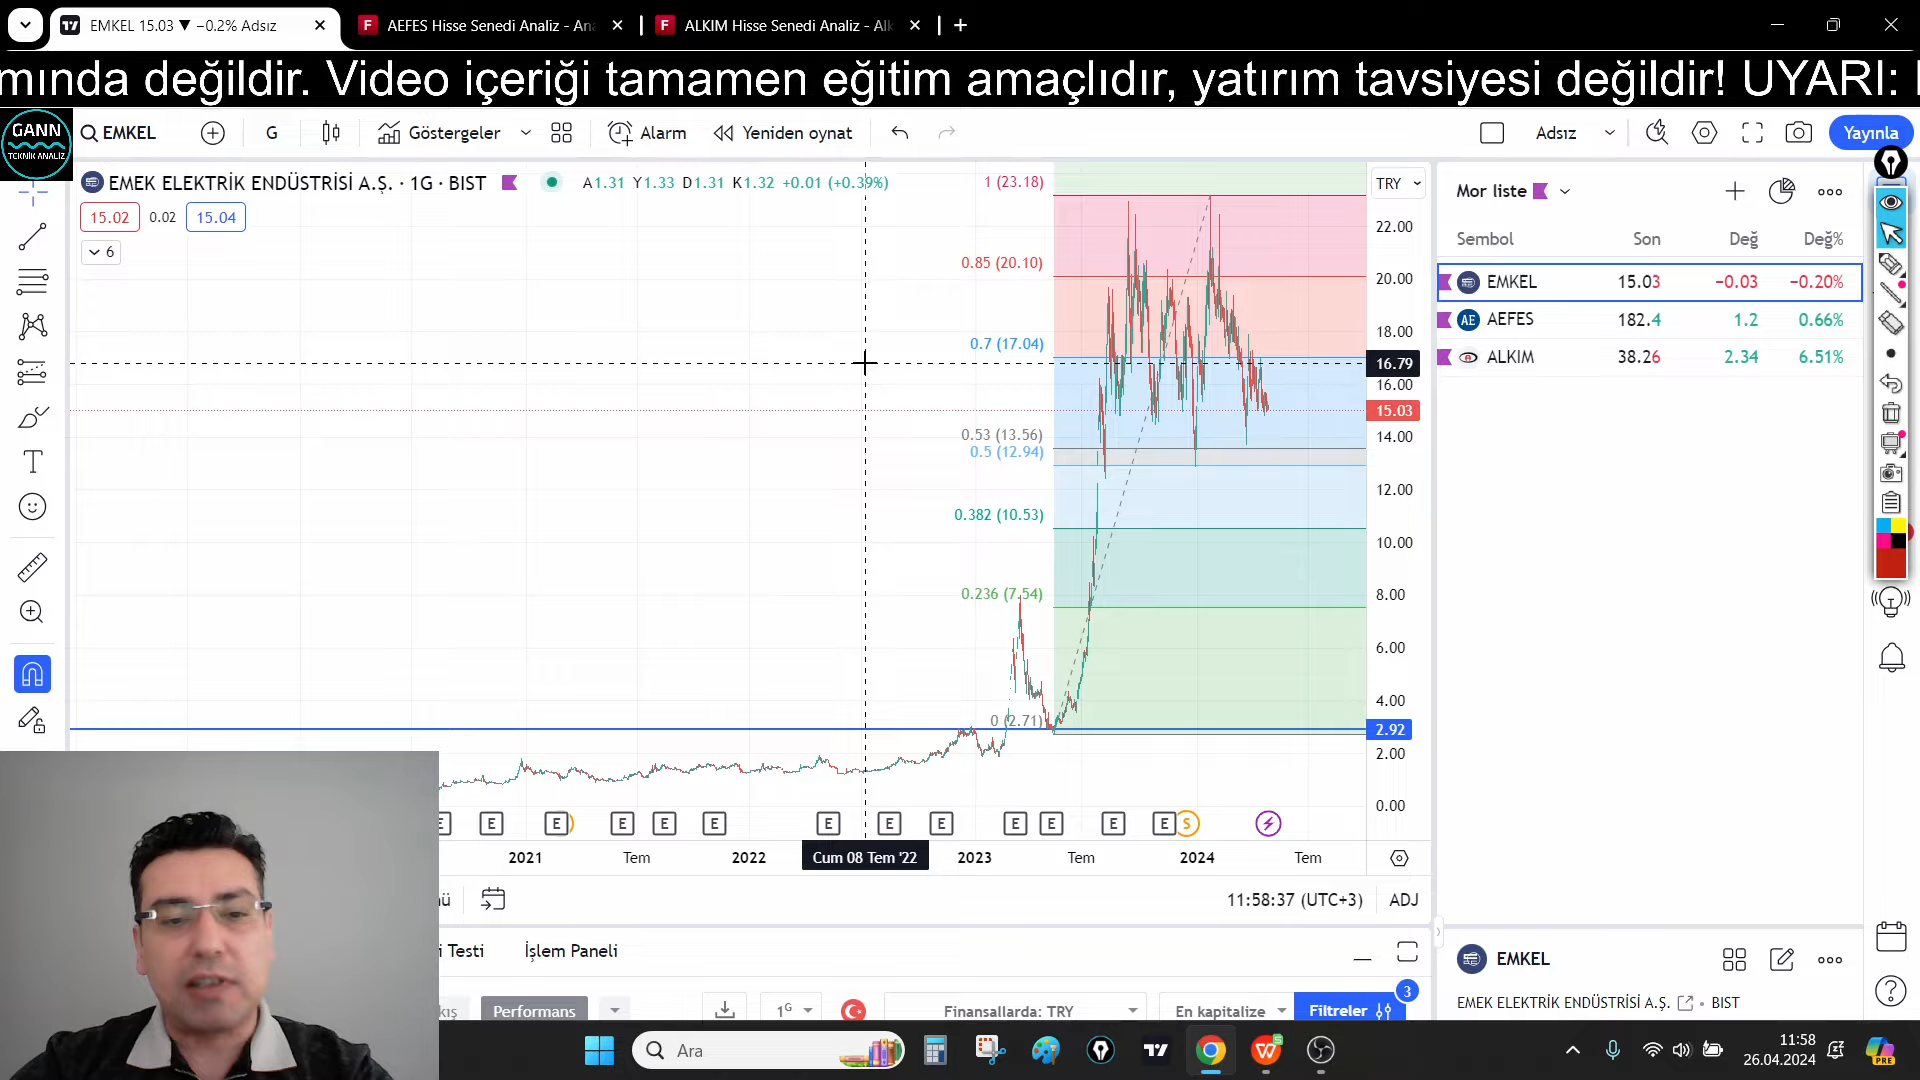 EMKEL 15.03 ▼ −0.2% Adsız
AEFES Hisse Senedi Analiz - Ana
ALKIM Hisse Senedi Analiz - Alk
mında değildir. Video içeriği tamamen eğitim amaçlıdır, yatırım tavsiyesi değildir! UYARI:
GANN
TEKNİK ANALİZ
EMKEL
G
Göstergeler
Alarm
Yeniden oynat
Adsız
Yayınla
EMEK ELEKTRİK ENDÜSTRİSİ A.Ş. · 1G · BIST
A1.31 Y1.33 D1.31 K1.32 +0.01 (+0.39%)
15.02
0.02
15.04
6
TRY
1 (23.18)
0.85 (20.10)
0.7 (17.04)
0.53 (13.56)
0.5 (12.94)
0.382 (10.53)
0.236 (7.54)
0 (2.71)
22.00
20.00
18.00
16.79
16.00
15.03
14.00
12.00
10.00
8.00
6.00
4.00
2.92
2.00
0.00
Mor liste
Sembol Son Değ Değ%
EMKEL 15.03 −0.03 −0.20%
AE AEFES 182.4 1.2 0.66%
ALKIM 38.26 2.34 6.51%
E E E E E E E E E E E E E S
2021 Tem 2022 Cum 08 Tem '22 2023 Tem 2024 Tem
11:58:37 (UTC+3) ADJ
i Testi
İşlem Paneli
EMKEL
EMEK ELEKTRİK ENDÜSTRİSİ A.Ş. • BIST
kış
Performans
1G
Finansallarda: TRY
En kapitalize
Filtreler
3
Ara
11:58
26.04.2024
PRE